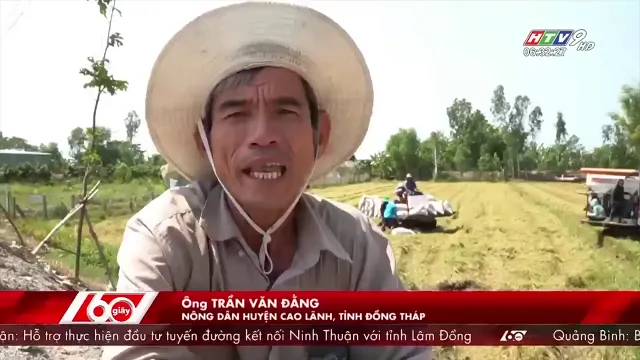 HTV9 HD
06:32:27
Ông TRẦN VĂN ĐẰNG
NÔNG DÂN HUYỆN CAO LÃNH, TỈNH ĐỒNG THÁP
60 giây
ận: Hỗ trợ thực hiện đầu tư tuyến đường kết nối Ninh Thuận với tỉnh Lâm Đồng 60 giây Quảng Bình: B